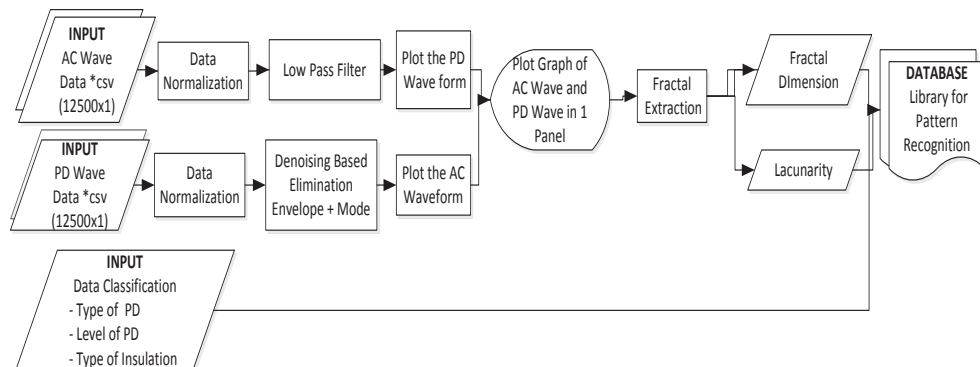 INPUT
AC Wave
Data *csv
(12500x1)
Data
Normalization
Low Pass Filter
Plot the PD
Wave form
Plot Graph of
AC Wave and
PD Wave in 1
Panel
Fractal
Extraction
Fractal
DImension
Lacunarity
DATABASE
Library for
Pattern
Recognition
INPUT
PD Wave
Data *csv
(12500x1)
Data
Normalization
Denoising Based
Elimination
Envelope + Mode
Plot the AC
Waveform
INPUT
Data Classification
- Type of PD
- Level of PD
- Type of Insulation